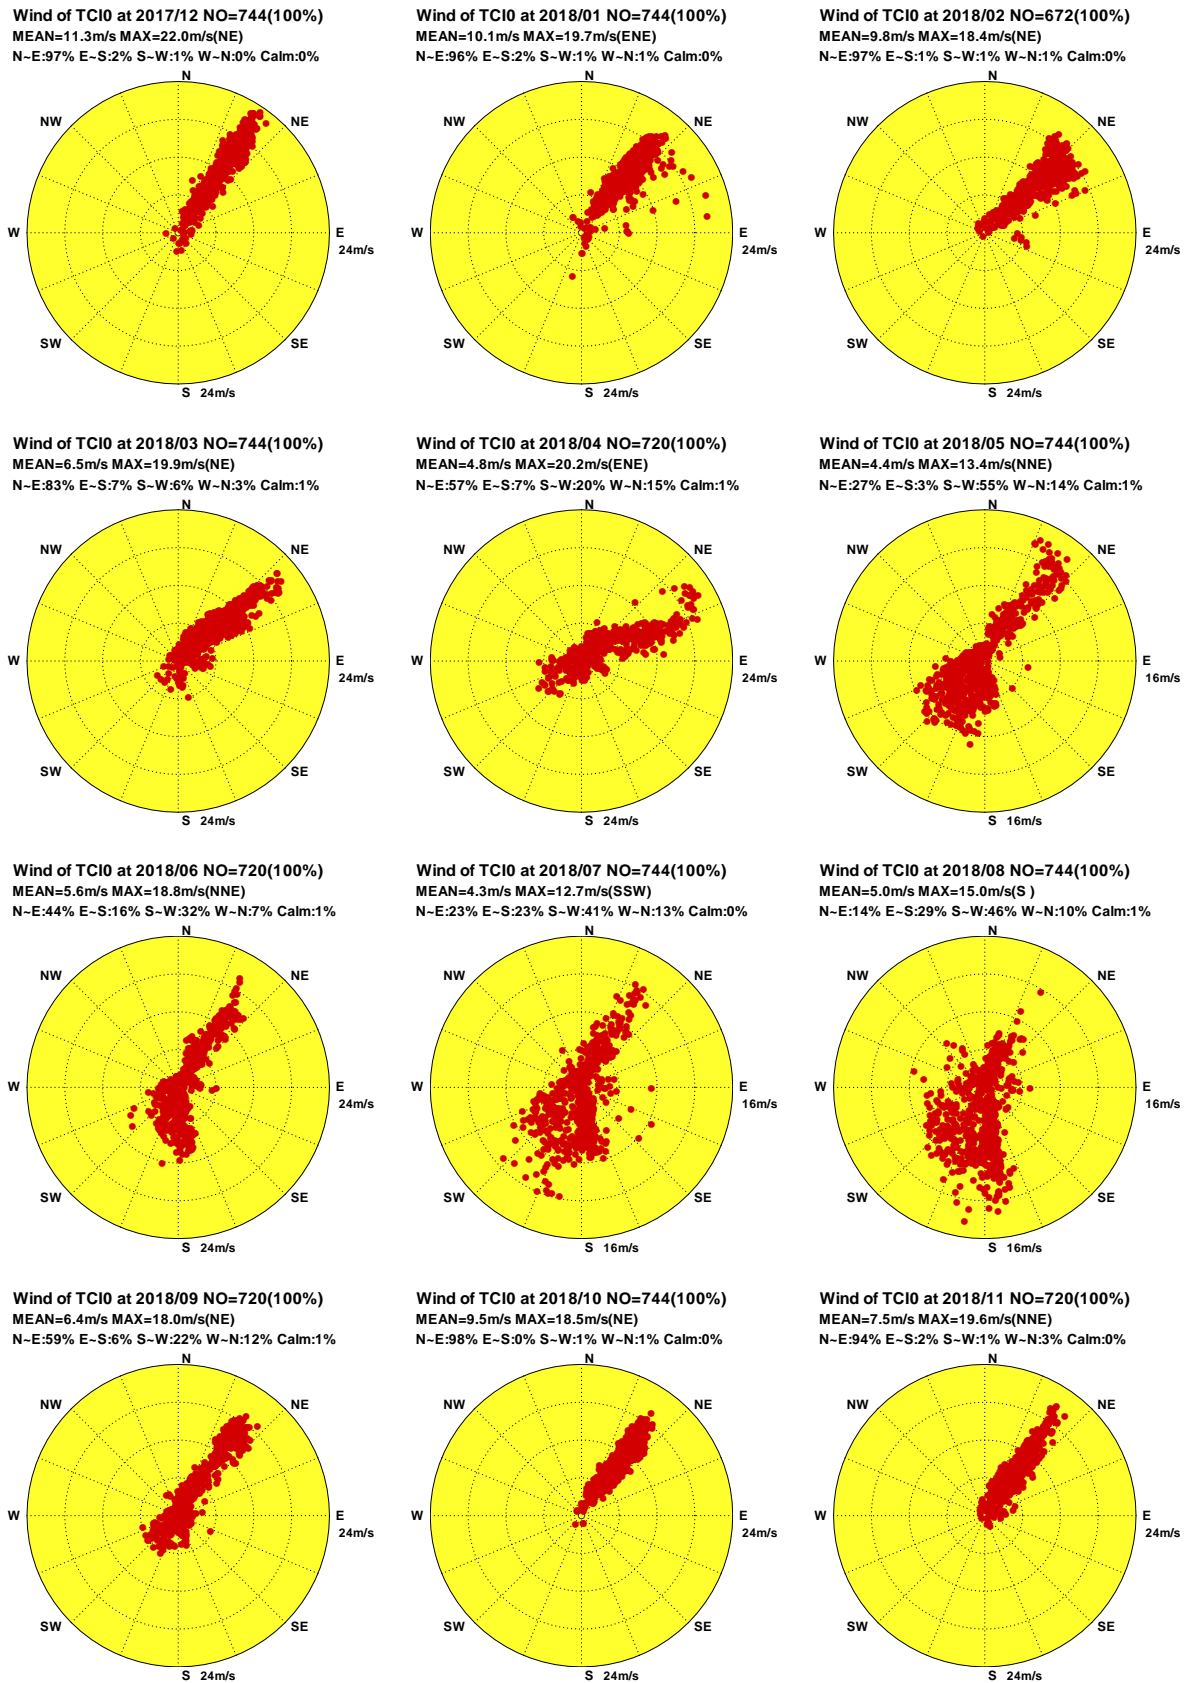 Wind of TCI0 at 2017/12 NO=744(100%)
MEAN=11.3m/s MAX=22.0m/s(NE)
N~E:97% E~S:2% S~W:1% W~N:0% Calm:0%
N
NW
NE
W
E
24m/s
SW
SE
S 24m/s
Wind of TCI0 at 2018/01 NO=744(100%)
MEAN=10.1m/s MAX=19.7m/s(ENE)
N~E:96% E~S:2% S~W:1% W~N:1% Calm:0%
N
NW
NE
W
E
24m/s
SW
SE
S 24m/s
Wind of TCI0 at 2018/02 NO=672(100%)
MEAN=9.8m/s MAX=18.4m/s(NE)
N~E:97% E~S:1% S~W:1% W~N:1% Calm:0%
N
NW
NE
W
E
24m/s
SW
SE
S 24m/s
Wind of TCI0 at 2018/03 NO=744(100%)
MEAN=6.5m/s MAX=19.9m/s(NE)
N~E:83% E~S:7% S~W:6% W~N:3% Calm:1%
N
NW
NE
W
E
24m/s
SW
SE
S 24m/s
Wind of TCI0 at 2018/04 NO=720(100%)
MEAN=4.8m/s MAX=20.2m/s(ENE)
N~E:57% E~S:7% S~W:20% W~N:15% Calm:1%
N
NW
NE
W
E
24m/s
SW
SE
S 24m/s
Wind of TCI0 at 2018/05 NO=744(100%)
MEAN=4.4m/s MAX=13.4m/s(NNE)
N~E:27% E~S:3% S~W:55% W~N:14% Calm:1%
N
NW
NE
W
E
16m/s
SW
SE
S 16m/s
Wind of TCI0 at 2018/06 NO=720(100%)
MEAN=5.6m/s MAX=18.8m/s(NNE)
N~E:44% E~S:16% S~W:32% W~N:7% Calm:1%
N
NW
NE
W
E
24m/s
SW
SE
S 24m/s
Wind of TCI0 at 2018/07 NO=744(100%)
MEAN=4.3m/s MAX=12.7m/s(SSW)
N~E:23% E~S:23% S~W:41% W~N:13% Calm:0%
N
NW
NE
W
E
16m/s
SW
SE
S 16m/s
Wind of TCI0 at 2018/08 NO=744(100%)
MEAN=5.0m/s MAX=15.0m/s(S )
N~E:14% E~S:29% S~W:46% W~N:10% Calm:1%
N
NW
NE
W
E
16m/s
SW
SE
S 16m/s
Wind of TCI0 at 2018/09 NO=720(100%)
MEAN=6.4m/s MAX=18.0m/s(NE)
N~E:59% E~S:6% S~W:22% W~N:12% Calm:1%
N
NW
NE
W
E
24m/s
SW
SE
S 24m/s
Wind of TCI0 at 2018/10 NO=744(100%)
MEAN=9.5m/s MAX=18.5m/s(NE)
N~E:98% E~S:0% S~W:1% W~N:1% Calm:0%
N
NW
NE
W
E
24m/s
SW
SE
S 24m/s
Wind of TCI0 at 2018/11 NO=720(100%)
MEAN=7.5m/s MAX=19.6m/s(NNE)
N~E:94% E~S:2% S~W:1% W~N:3% Calm:0%
N
NW
NE
W
E
24m/s
SW
SE
S 24m/s